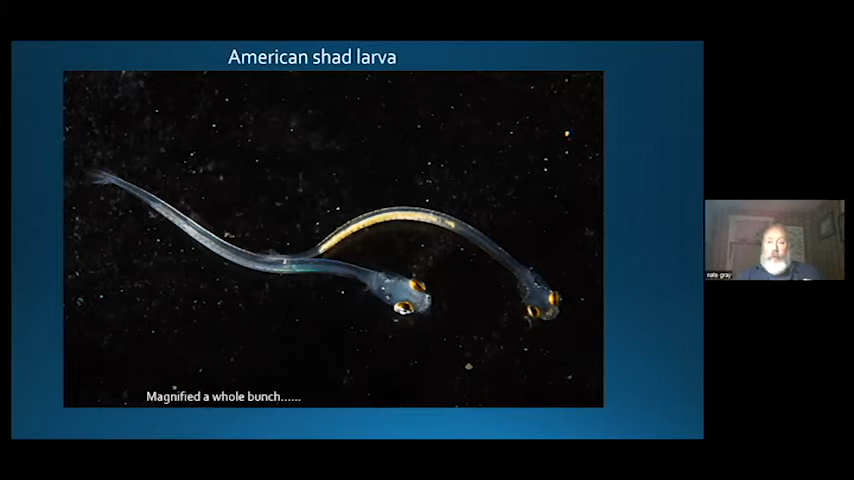 American shad larva
Magnified a whole bunch......
nate gray